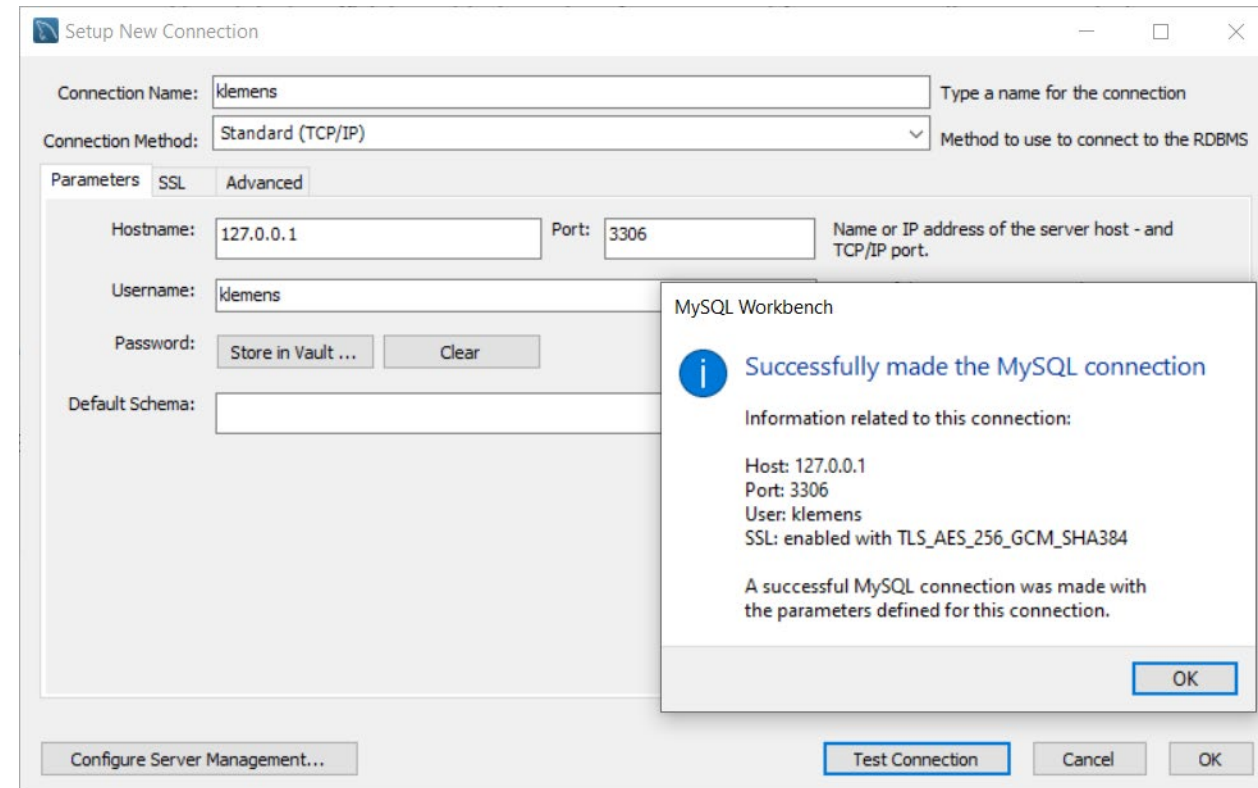 Setup New Connection
Connection Name: klemens Type a name for the connection
Connection Method: Standard (TCP/IP) Method to use to connect to the RDBMS
Parameters SSL Advanced
Hostname: 127.0.0.1 Port: 3306 Name or IP address of the server host - and
TCP/IP port.
Username: klemens
Password: Store in Vault ... Clear
Default Schema:
MySQL Workbench
Successfully made the MySQL connection
Information related to this connection:
Host: 127.0.0.1
Port: 3306
User: klemens
SSL: enabled with TLS_AES_256_GCM_SHA384
A successful MySQL connection was made with
the parameters defined for this connection.
OK
Configure Server Management... Test Connection Cancel OK